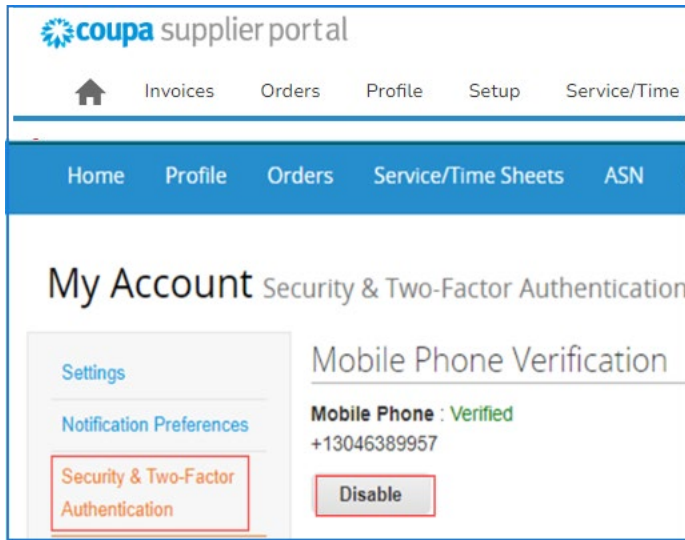 coupa supplier portal
Invoices Orders Profile Setup Service/Time
Home Profile Orders Service/Time Sheets ASN
My Account Security & Two-Factor Authentication
Settings
Notification Preferences
Security & Two-Factor
Authentication
Mobile Phone Verification
Mobile Phone : Verified
+13046389957
Disable